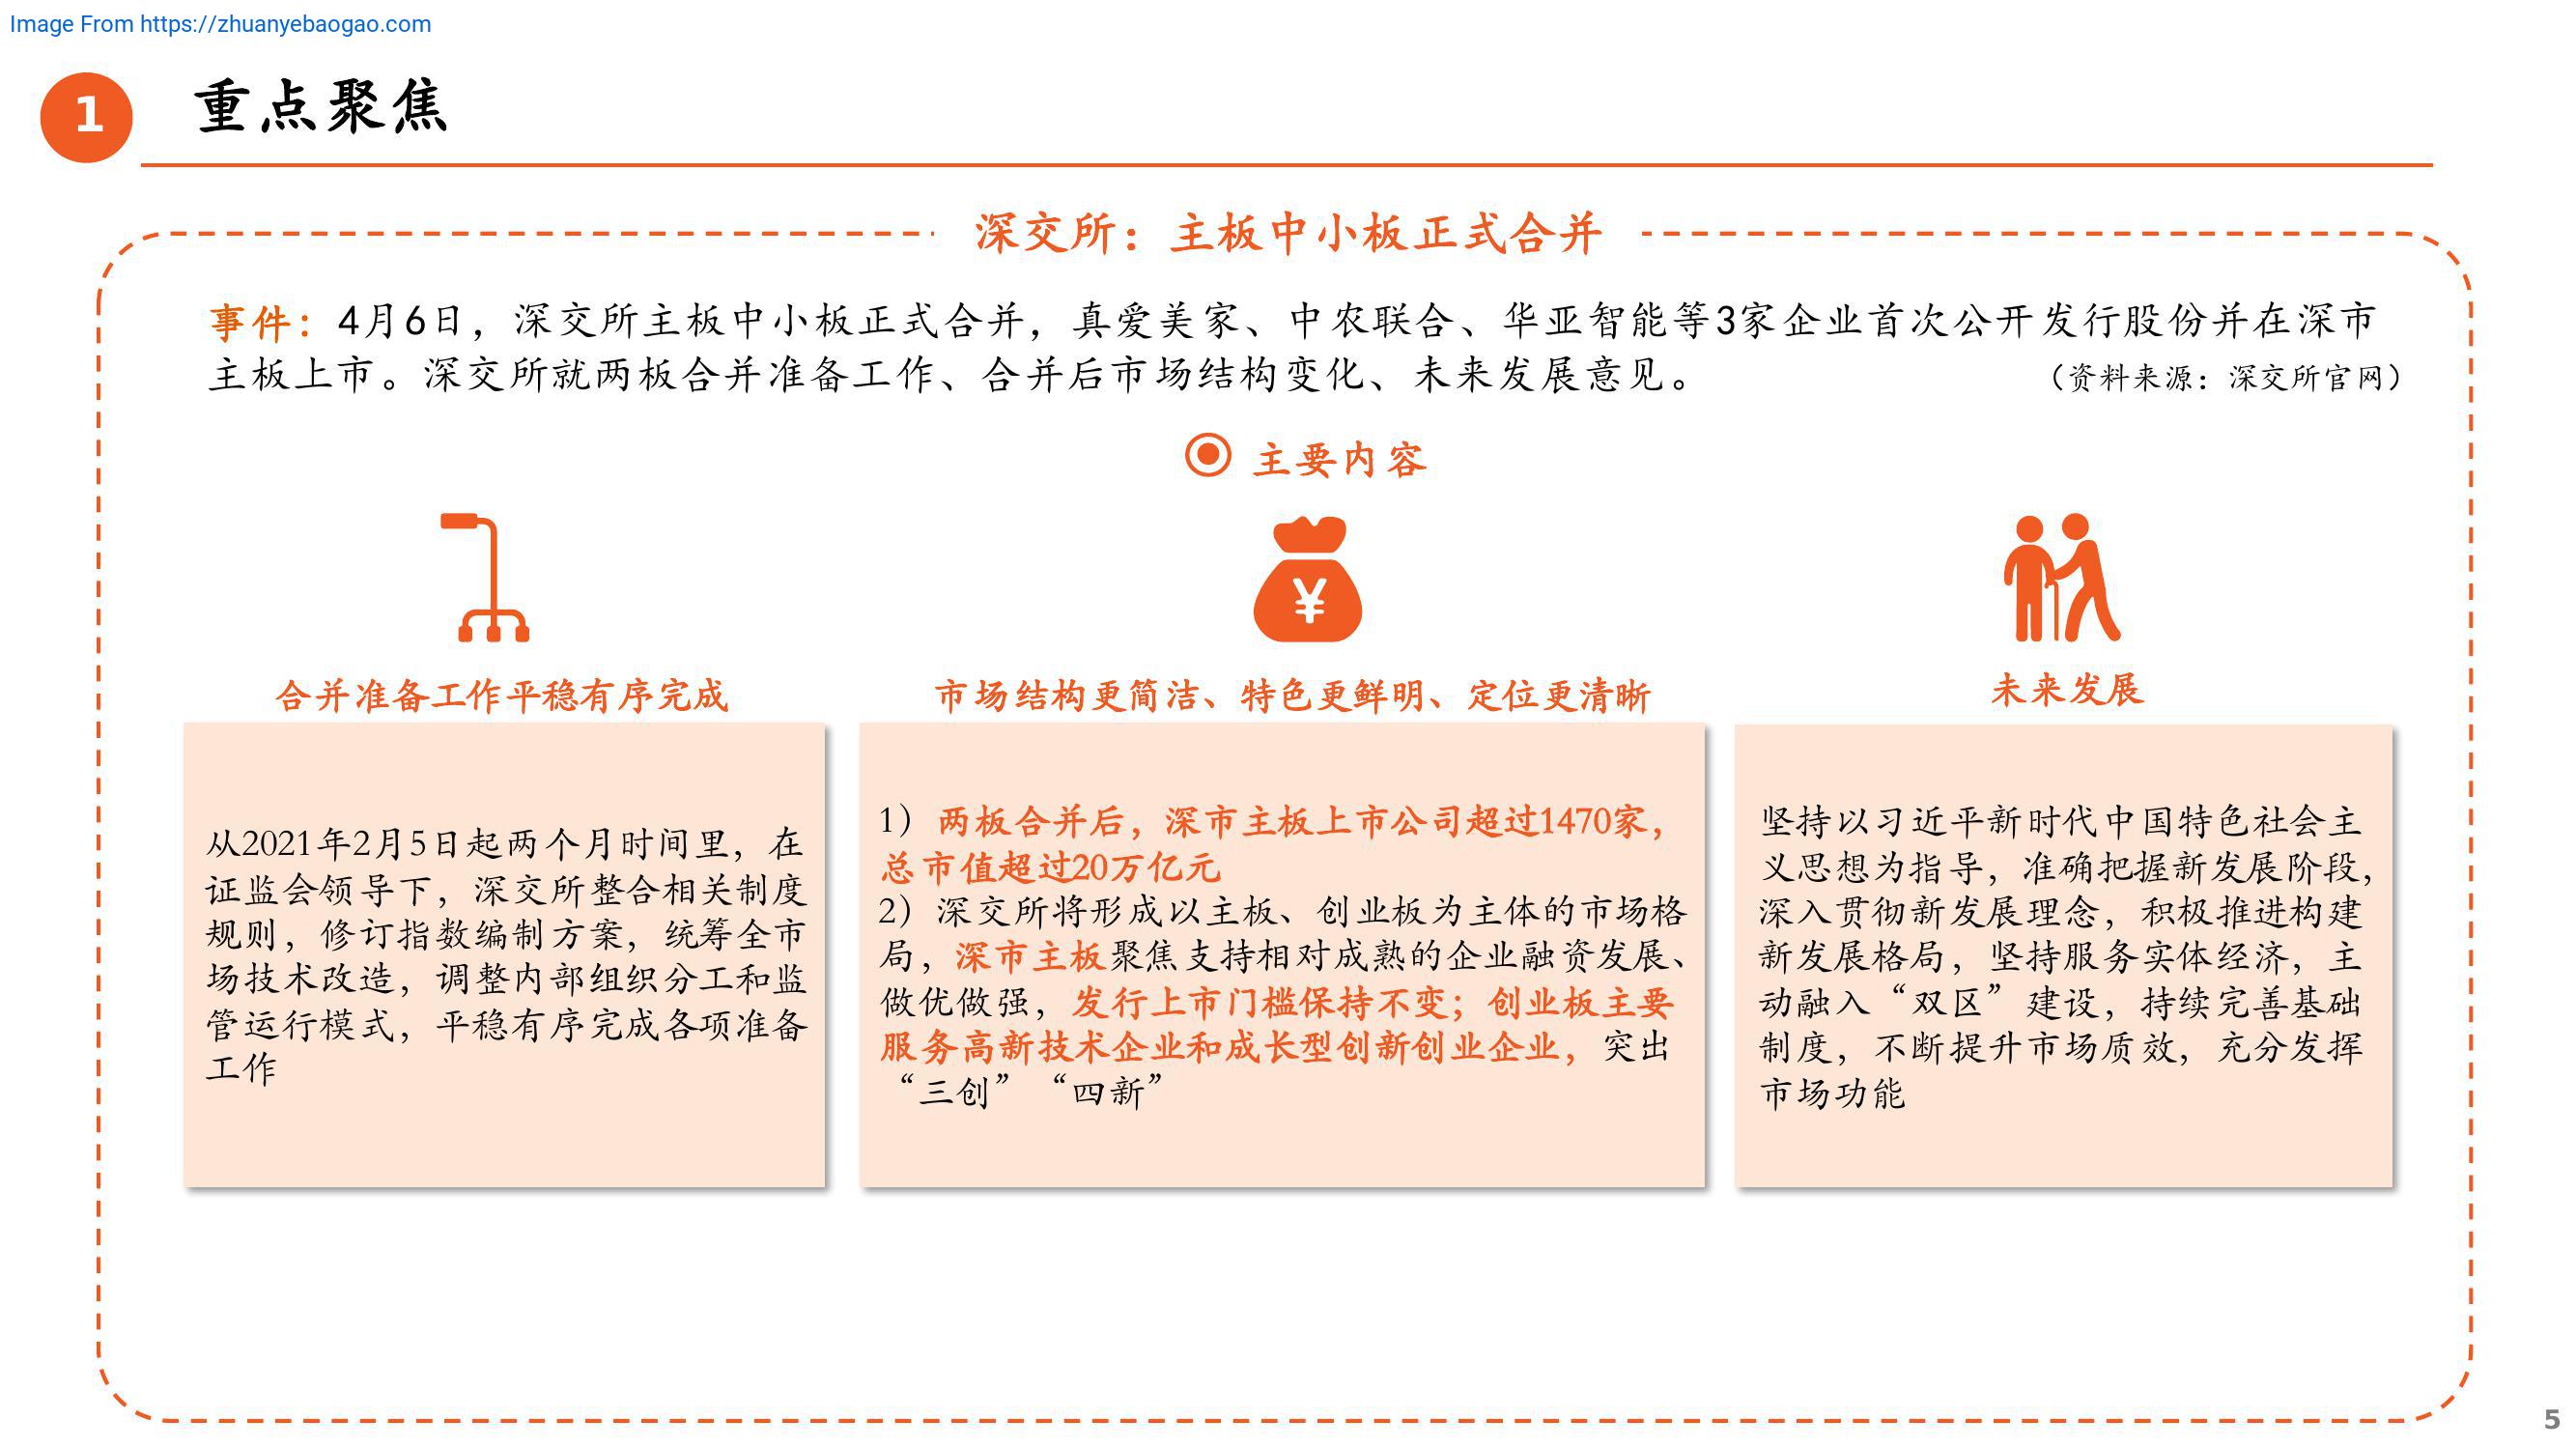 Image From https://zhuanyebaogao.com
1
重点聚焦
深交所：主板中小板正式合并
事件：4月6日，深交所主板中小板正式合并，真爱美家、中农联合、华亚智能等3家企业首次公开发行股份并在深市
主板上市。深交所就两板合并准备工作、合并后市场结构变化、未来发展意见。
（资料来源：深交所官网）
主要内容
合并准备工作平稳有序完成
从2021年2月5日起两个月时间里，在
证监会领导下，深交所整合相关制度
规则，修订指数编制方案，统筹全市
场技术改造，调整内部组织分工和监
管运行模式，平稳有序完成各项准备
工作
¥
市场结构更简洁、特色更鲜明、定位更清晰
1）两板合并后，深市主板上市公司超过1470家，
总市值超过20万亿元
2）深交所将形成以主板、创业板为主体的市场格
局，深市主板聚焦支持相对成熟的企业融资发展、
做优做强，发行上市门槛保持不变；创业板主要
服务高新技术企业和成长型创新创业企业，突出
“三创”“四新”
未来发展
坚持以习近平新时代中国特色社会主
义思想为指导，准确把握新发展阶段，
深入贯彻新发展理念，积极推进构建
新发展格局，坚持服务实体经济，主
动融入“双区”建设，持续完善基础
制度，不断提升市场质效，充分发挥
市场功能
5